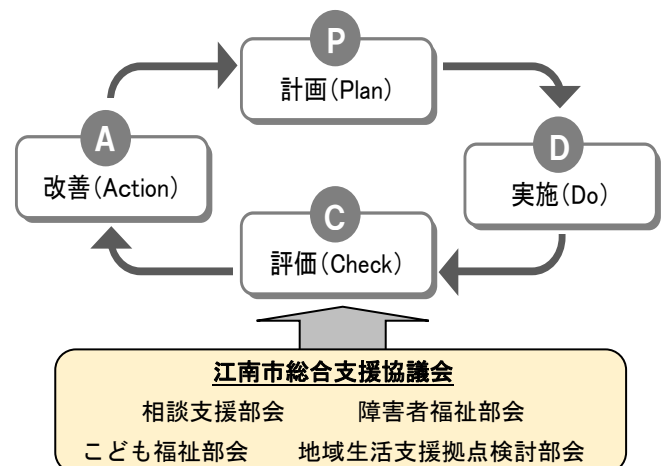 P
計画(Plan)
A
改善(Action)
D
実施(Do)
C
評価(Check)
江南市総合支援協議会
相談支援部会 障害者福祉部会
こども福祉部会 地域生活支援拠点検討部会